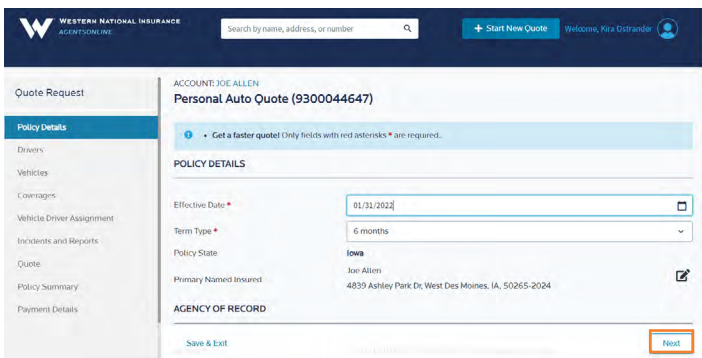 WESTERN NATIONAL INSURANCE
AGENTSONLINE
Search by name, address, or number
+ Start New Quote
Welcome, Kira Ostrander
Quote Request
Policy Details
Drivers
Vehicles
Coverages
Vehicle Driver Assignment
Incidents and Reports
Quote
Policy Summary
Payment Details
ACCOUNT: JOE ALLEN
Personal Auto Quote (9300044647)
• Get a faster quote! Only fields with red asterisks * are required.
POLICY DETAILS
Effective Date *
01/31/2022
Term Type *
6 months
Policy State
Iowa
Primary Named Insured
Joe Allen
4839 Ashley Park Dr, West Des Moines, IA, 50265-2024
AGENCY OF RECORD
Save & Exit
Next